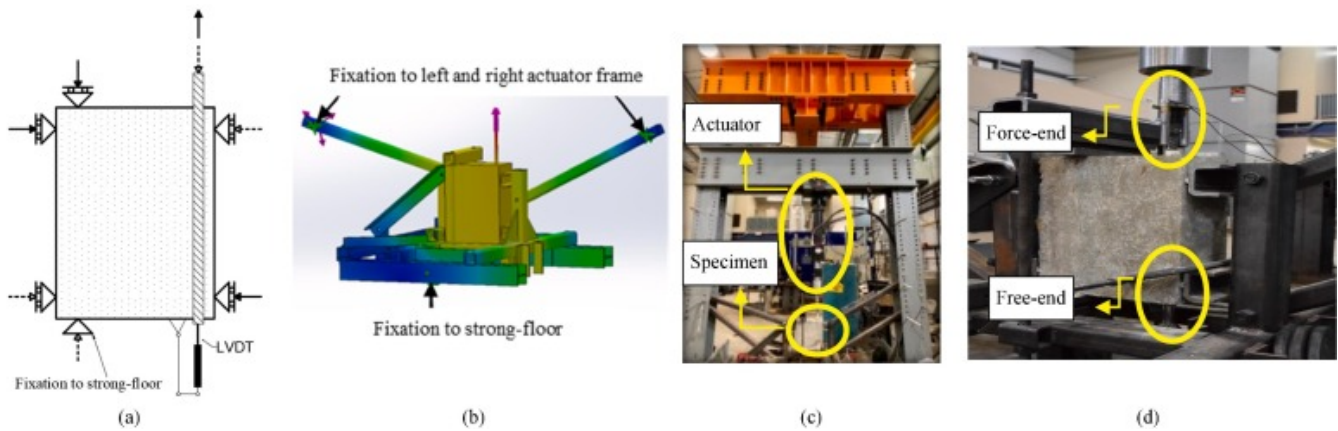 LVDT
Fixation to strong-floor
(a)
Fixation to left and right actuator frame
Fixation to strong-floor
(b)
Actuator
Specimen
(c)
Force-end
Free-end
(d)